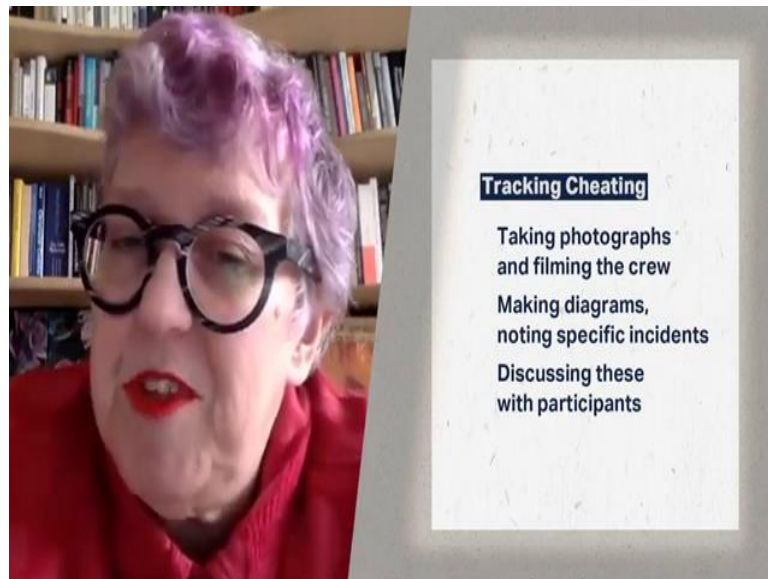 Tracking Cheating
Taking photographs
and filming the crew
Making diagrams,
noting specific incidents
Discussing these
with participants